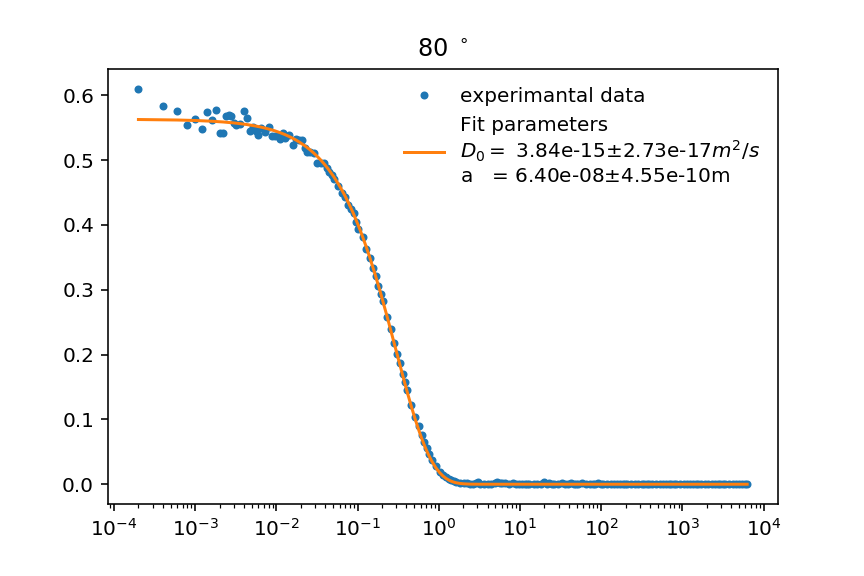 80 °
experimantal data
Fit parameters
D₀ = 3.84e-15±2.73e-17m²/s
a = 6.40e-08±4.55e-10m
0.6
0.5
0.4
0.3
0.2
0.1
0.0
10⁻⁴ 10⁻³ 10⁻² 10⁻¹ 10⁰ 10¹ 10² 10³ 10⁴